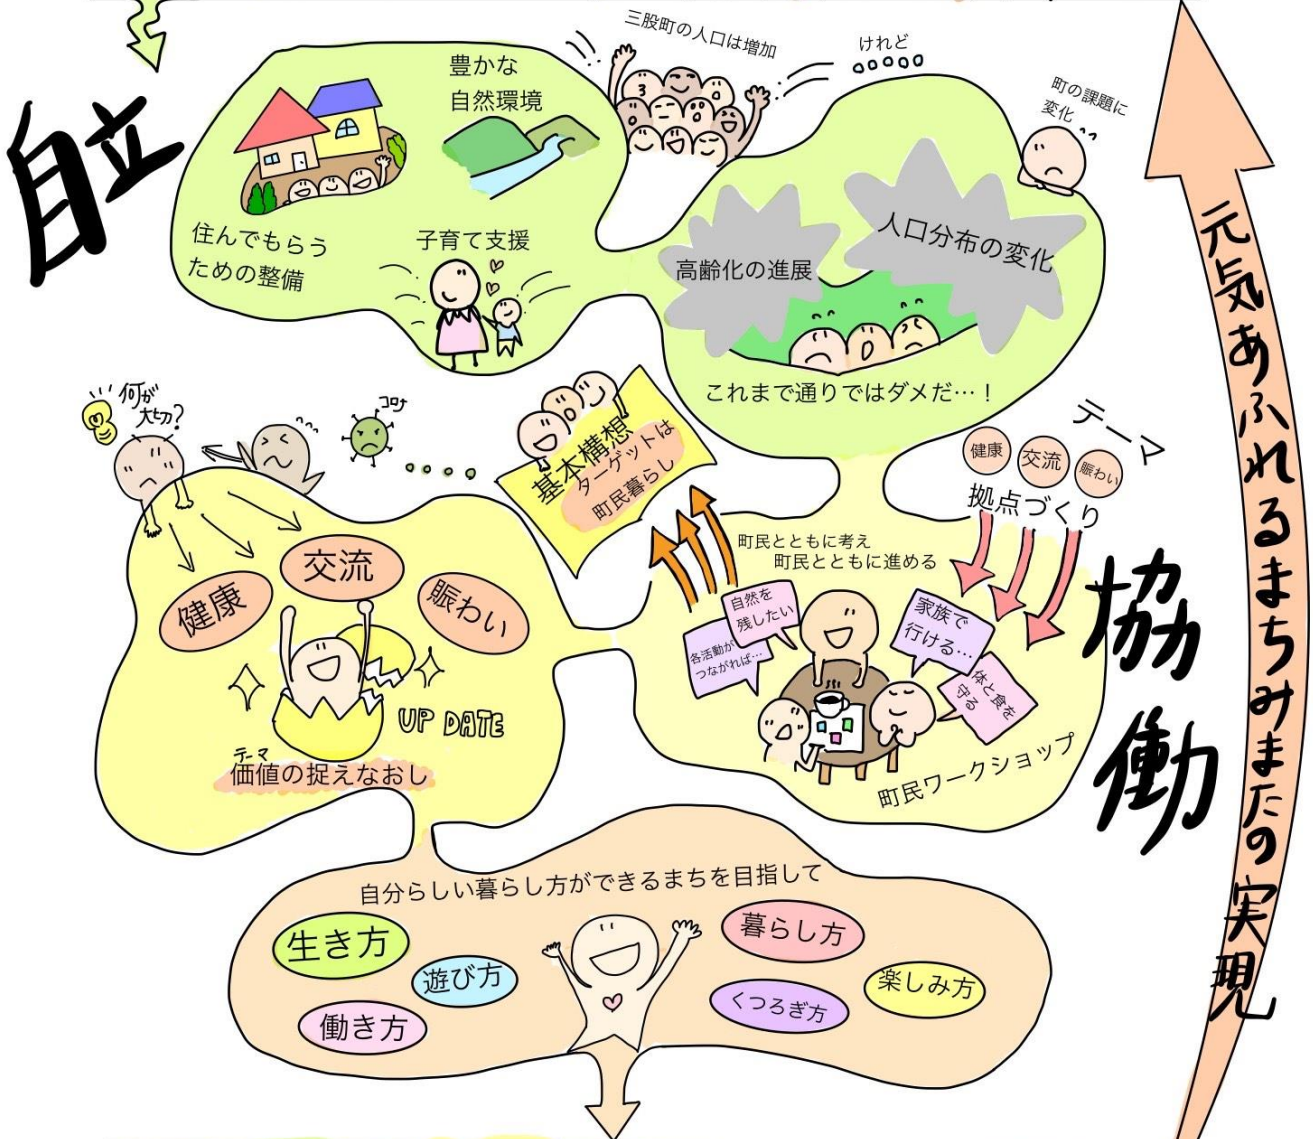 三股町の人口は増加
けれど
町の課題に
変化
自立
豊かな
自然環境
住んでもらう
ための整備
子育て支援
高齢化の進展
人口分布の変化
これまで通りではダメだ…！
何が
大切?
コロナ
基本構想
ターゲットは
町民暮らし
テーマ
健康
交流
賑わい
拠点づくり
町民とともに考え
町民とともに進める
自然を
残したい
各活動が
つながれば…
家族で
行ける…
体と食を
守る
町民ワークショップ
協働
健康
交流
賑わい
UP DATE
テーマ
価値の捉えなおし
自分らしい暮らし方ができるまちを目指して
生き方
遊び方
働き方
暮らし方
くつろぎ方
楽しみ方
元気あふれるまちみまたの実現